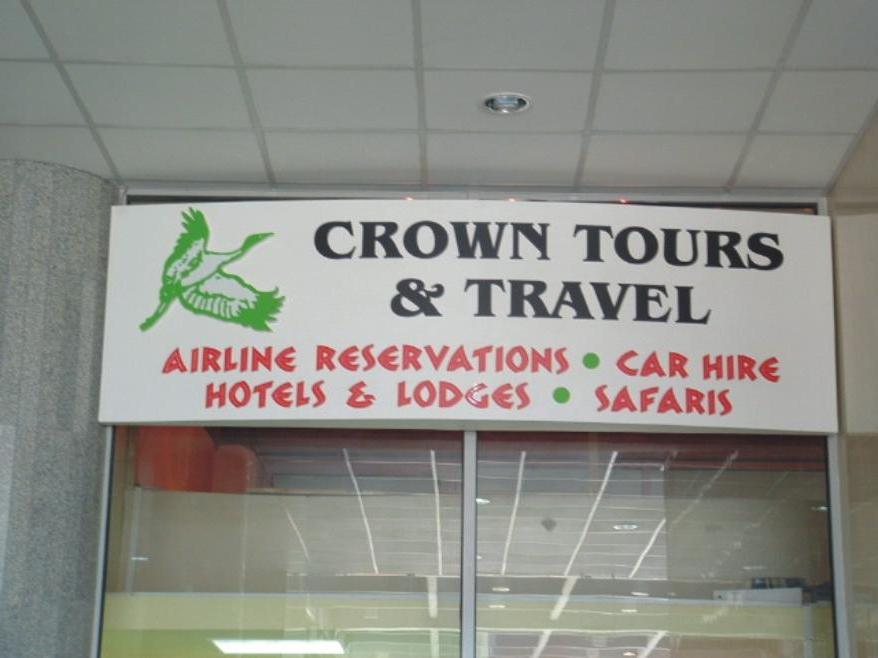 CROWN TOURS
& TRAVEL
AIRLINE RESERVATIONS • CAR HIRE
HOTELS & LODGES • SAFARIS